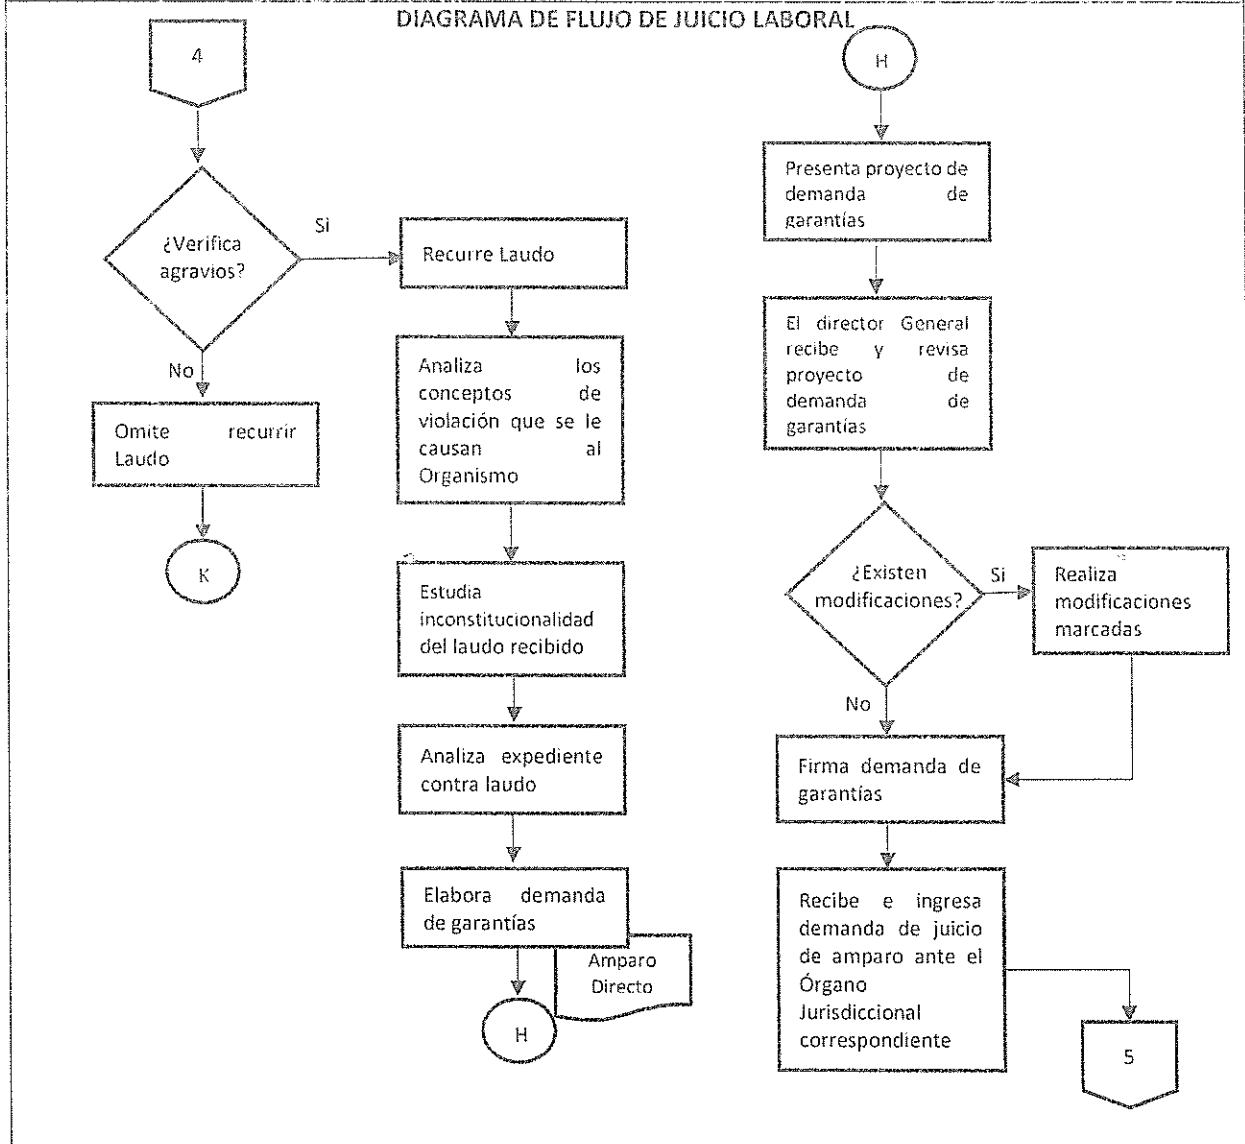 DIAGRAMA DE FLUJO DE JUICIO LABORAL
4
¿Verifica
agravios?
Si
No
Omite recurrir
Laudo
K
Recurre Laudo
Analiza los
conceptos de
violación que se le
causan al
Organismo
Estudia
inconstitucionalidad
del laudo recibido
Analiza expediente
contra laudo
Elabora demanda
de garantías
Amparo
Directo
H
H
Presenta proyecto de
demanda de
garantías
El director General
recibe y revisa
proyecto de
demanda de
garantías
¿Existen
modificaciones?
Si
Realiza
modificaciones
marcadas
No
Firma demanda de
garantías
Recibe e ingresa
demanda de juicio
de amparo ante el
Órgano
Jurisdiccional
correspondiente
5